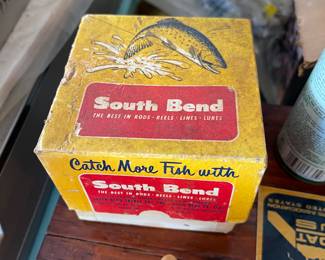 South Bend
THE BEST IN RODS - REELS - LINES - LURES
Catch More Fish with
South Bend
THE BEST IN RODS - REELS - LINES - LURES